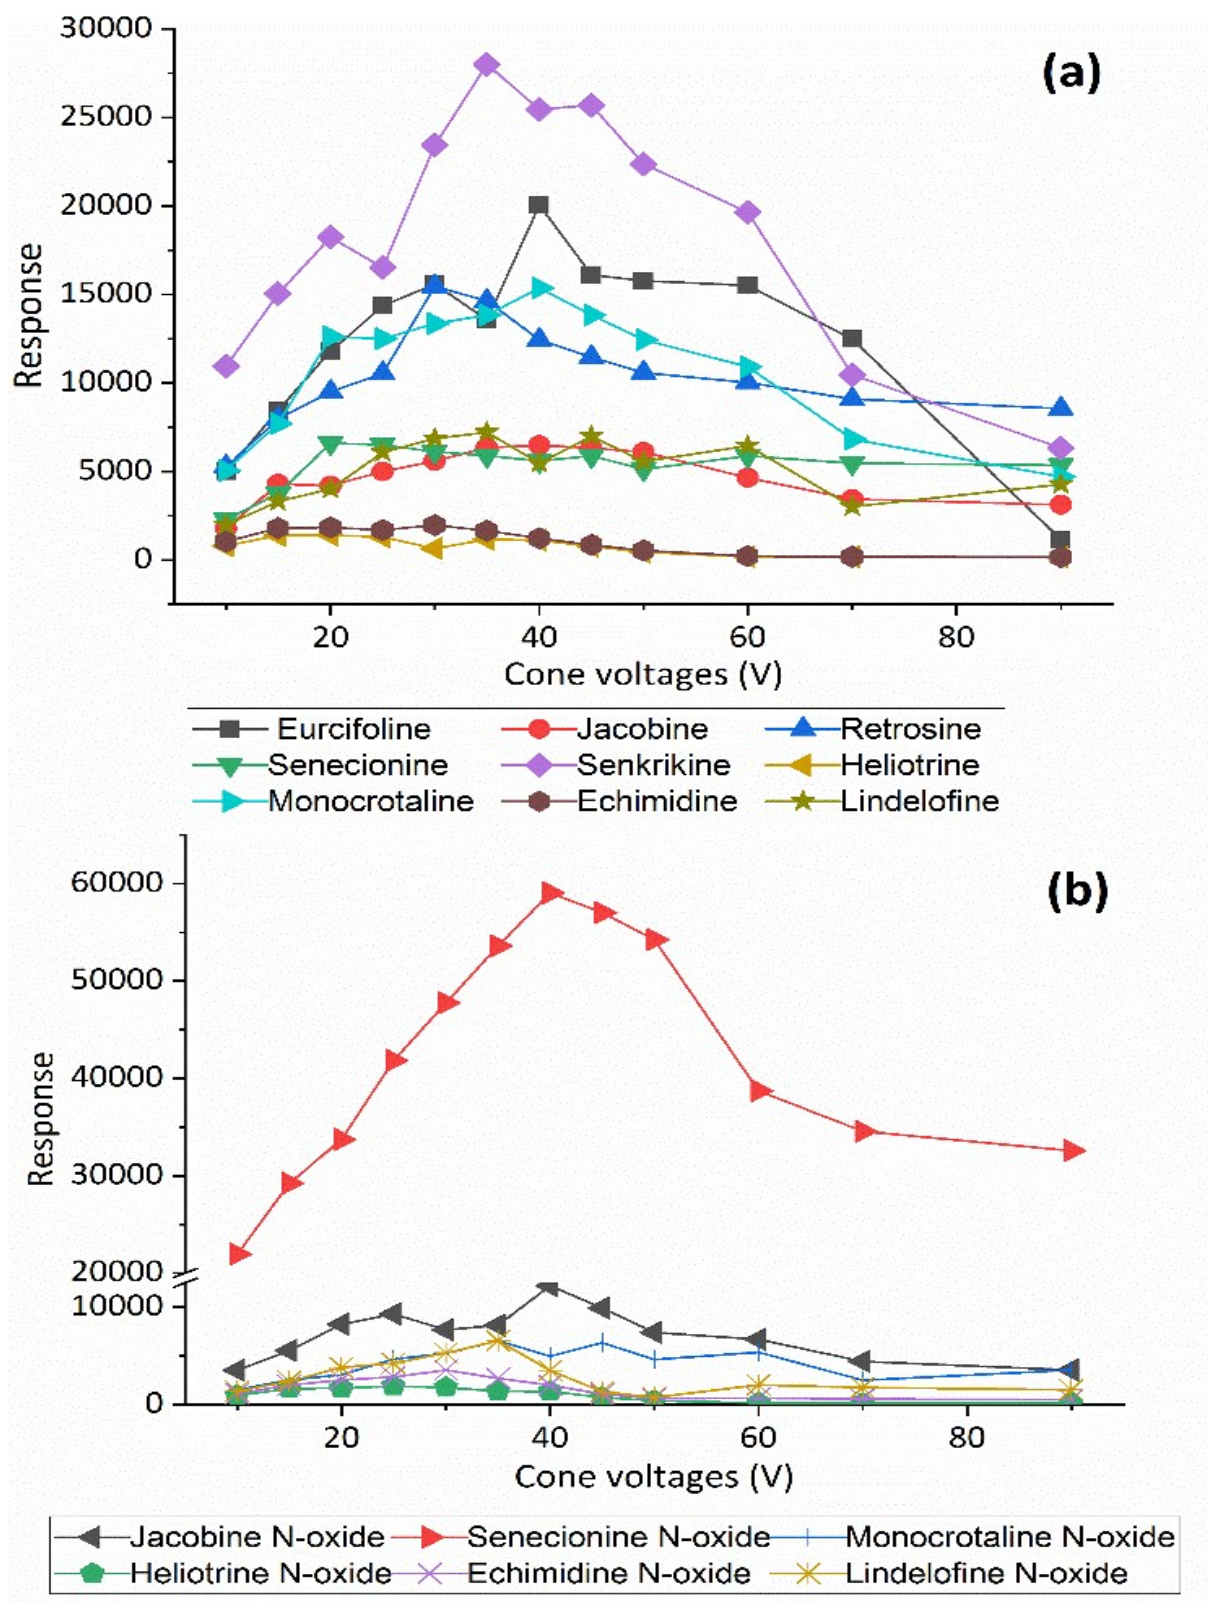 30000
(a)
25000
20000
15000
10000
5000
0
Response
20 40 60 80
Cone voltages (V)
Eurcifoline Jacobine Retrosine
Senecionine Senkrikine Heliotrine
Monocrotaline Echimidine Lindelofine
60000
(b)
50000
40000
30000
20000
10000
0
Response
20 40 60 80
Cone voltages (V)
Jacobine N-oxide Senecionine N-oxide Monocrotaline N-oxide
Heliotrine N-oxide Echimidine N-oxide Lindelofine N-oxide